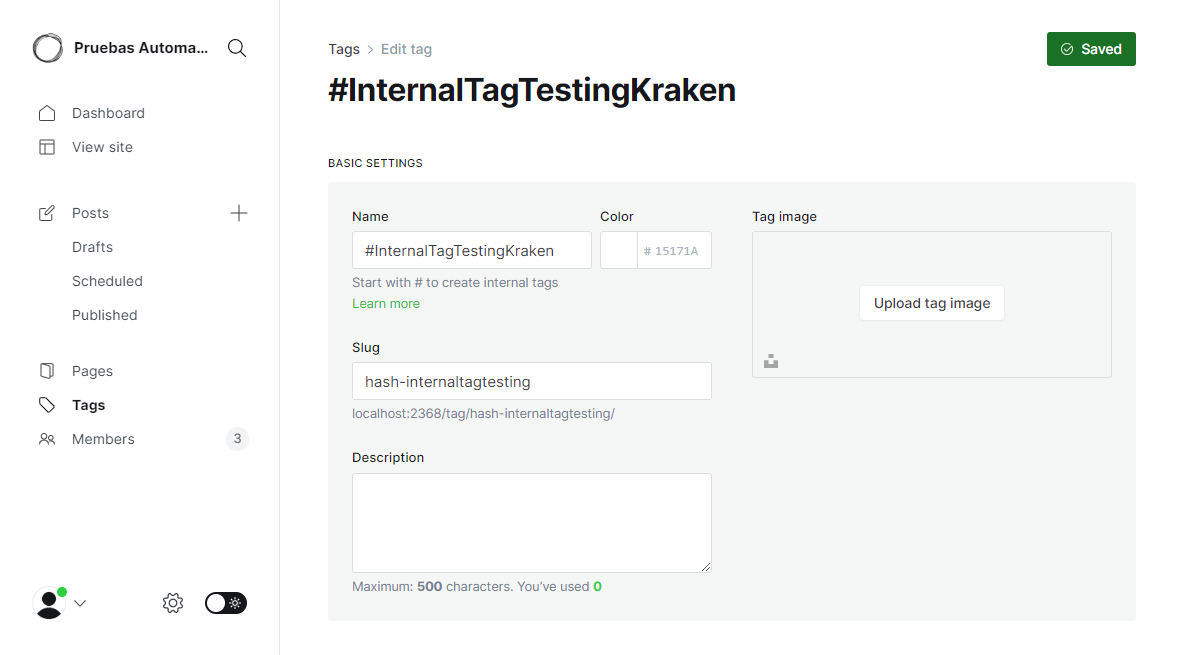 Pruebas Automa...
Dashboard
View site
Posts
Drafts
Scheduled
Published
Pages
Tags
Members
3
Tags > Edit tag
Saved
#InternalTagTestingKraken
BASIC SETTINGS
Name
#InternalTagTestingKraken
Start with # to create internal tags
Learn more
Color
# 15171A
Slug
hash-internaltagtesting
localhost:2368/tag/hash-internaltagtesting/
Description
Maximum: 500 characters. You’ve used 0
Tag image
Upload tag image